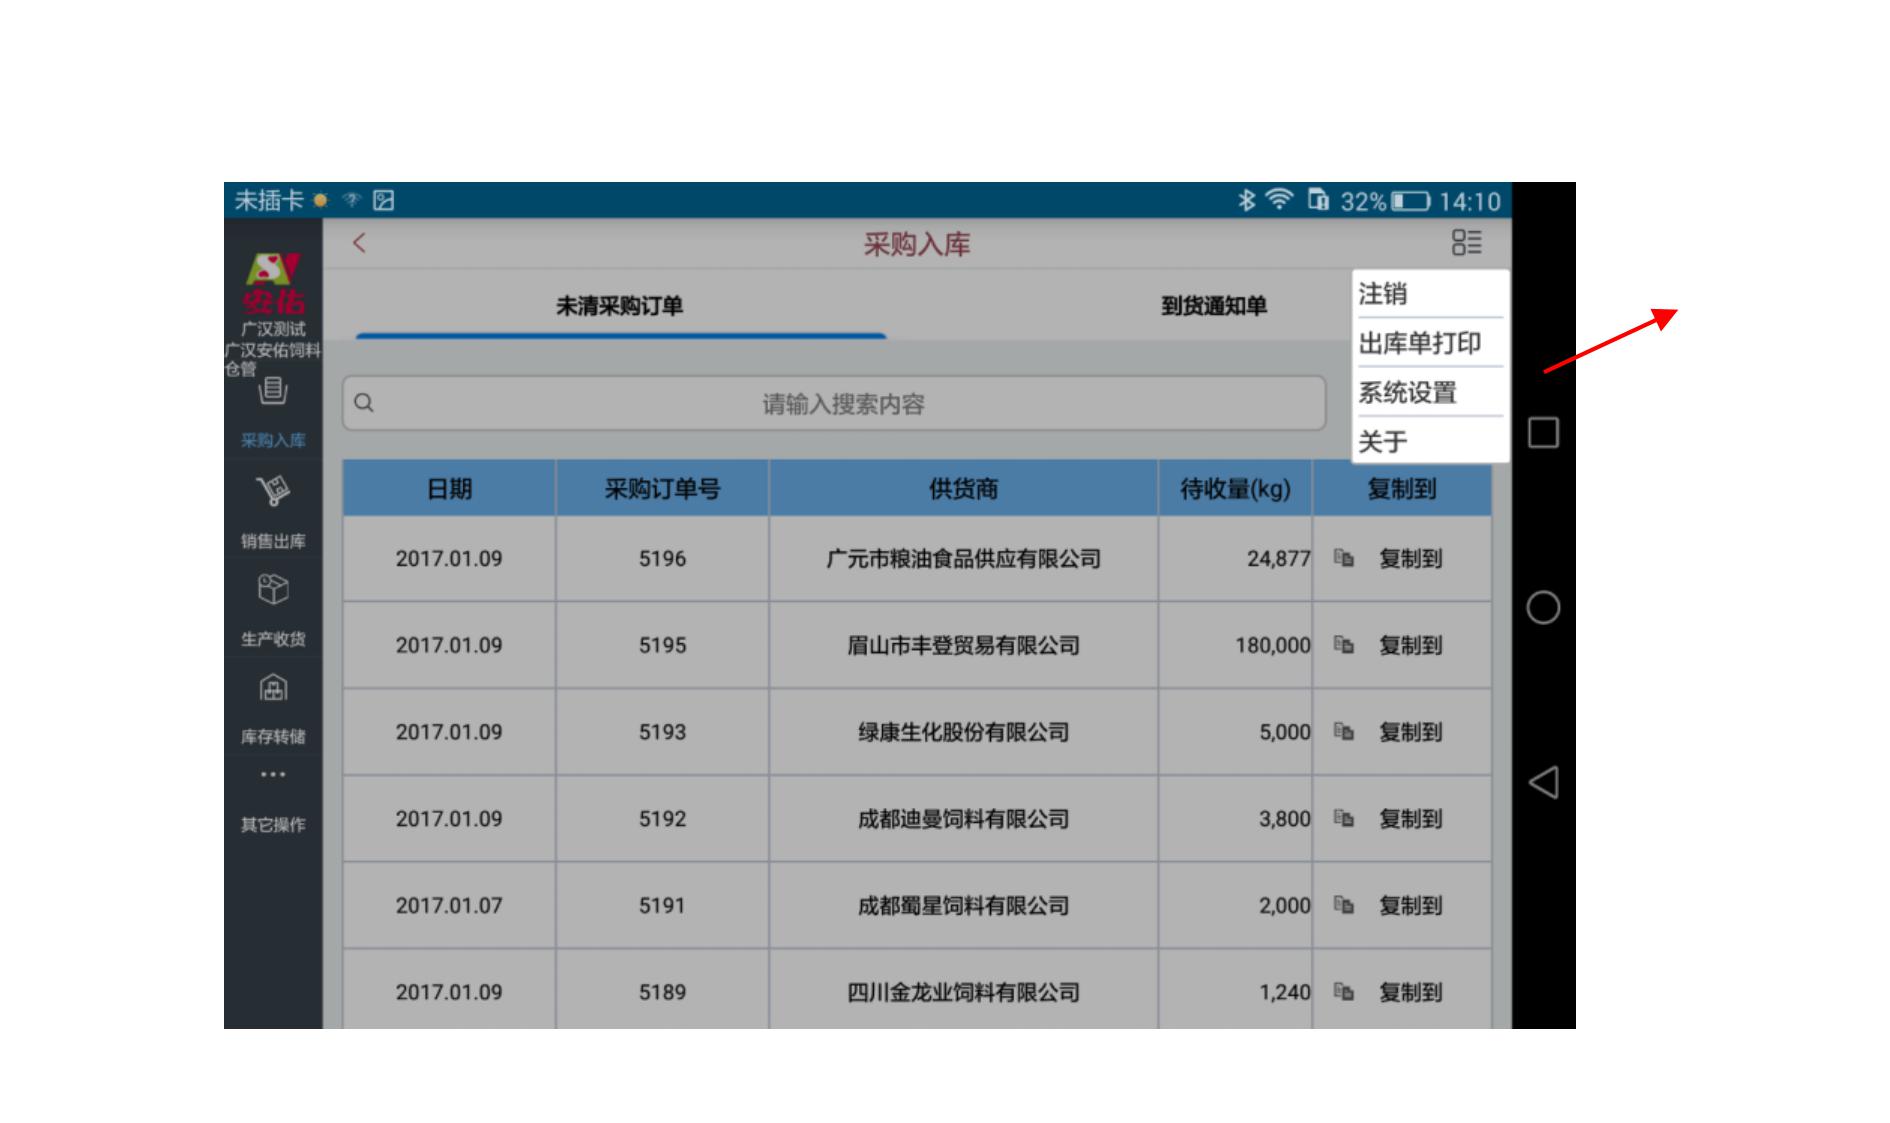 未插卡 32% 14:10
安佑
广汉测试
广汉安佑饲料
仓管
采购入库
销售出库
生产收货
库存转储
其它操作
采购入库
未清采购订单 到货通知单
注销
出库单打印
系统设置
关于
请输入搜索内容
日期 采购订单号 供货商 待收量(kg) 复制到
2017.01.09 5196 广元市粮油食品供应有限公司 24,877 复制到
2017.01.09 5195 眉山市丰登贸易有限公司 180,000 复制到
2017.01.09 5193 绿康生化股份有限公司 5,000 复制到
2017.01.09 5192 成都迪曼饲料有限公司 3,800 复制到
2017.01.07 5191 成都蜀星饲料有限公司 2,000 复制到
2017.01.09 5189 四川金龙业饲料有限公司 1,240 复制到